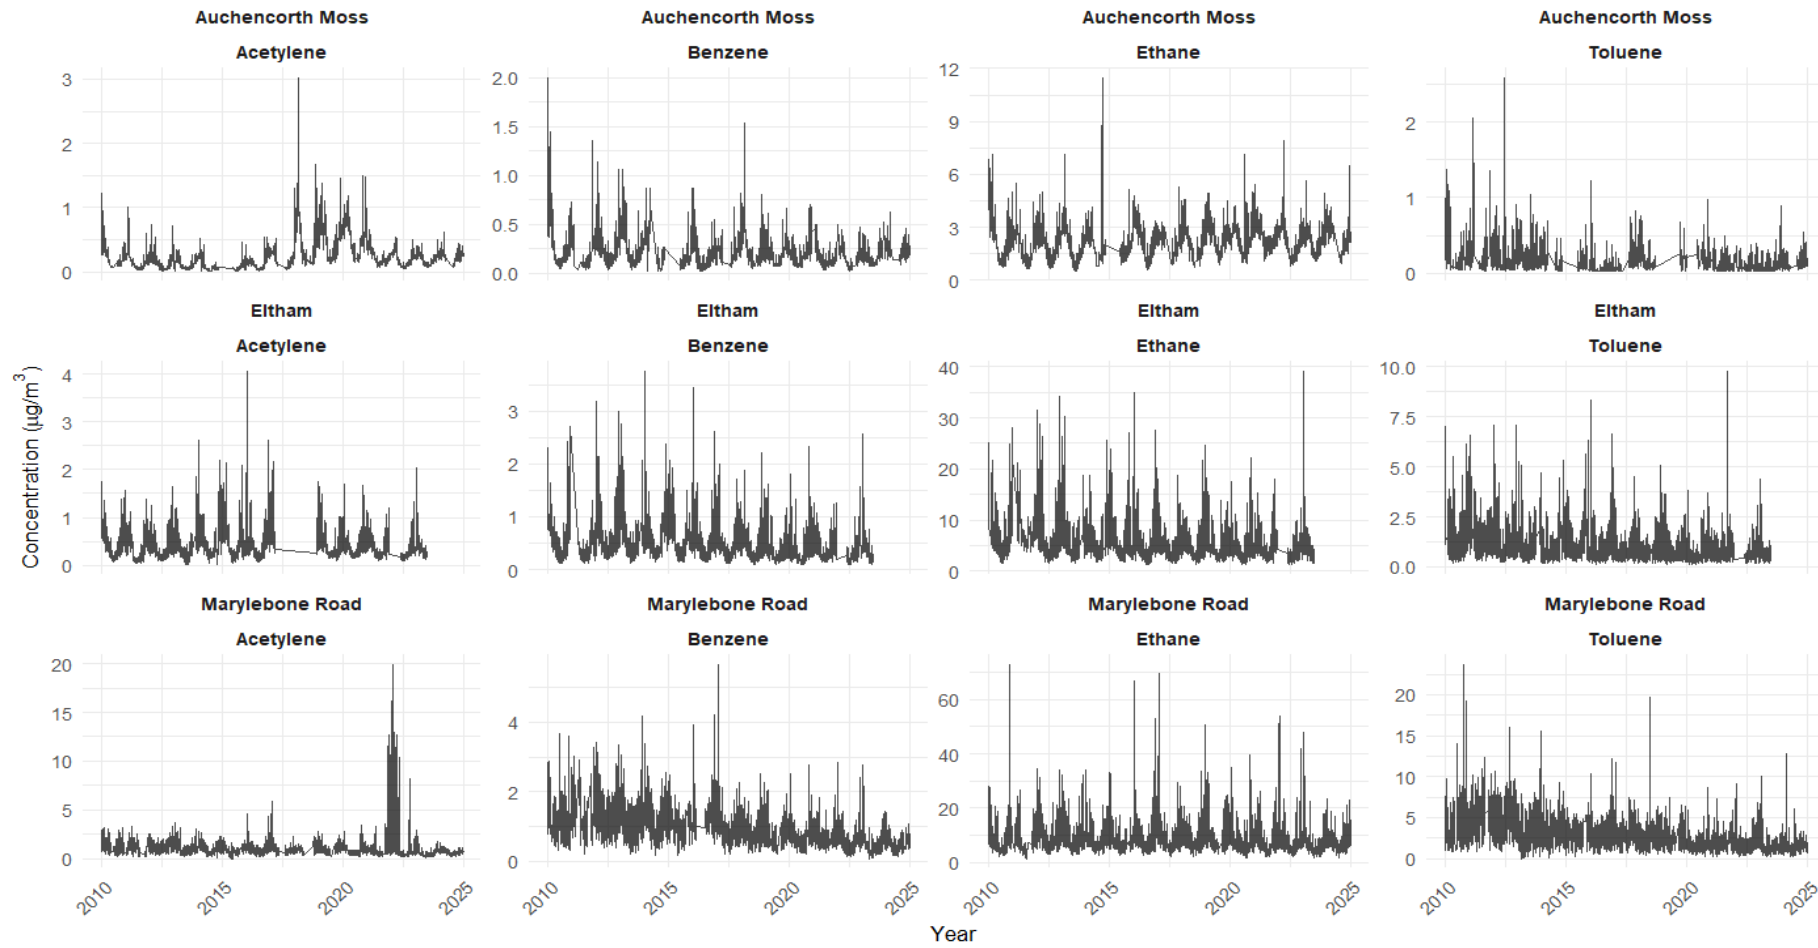 Auchencorth Moss
Acetylene
3
2
1
0
Auchencorth Moss
Benzene
2.0
1.5
1.0
0.5
0.0
Auchencorth Moss
Ethane
12
9
6
3
0
Auchencorth Moss
Toluene
2
1
0
Eltham
Acetylene
4
3
2
1
0
Eltham
Benzene
3
2
1
0
Eltham
Ethane
40
30
20
10
0
Eltham
Toluene
10.0
7.5
5.0
2.5
0.0
Marylebone Road
Acetylene
20
15
10
5
0
2010
2015
2020
2025
Marylebone Road
Benzene
4
2
0
2010
2015
2020
2025
Marylebone Road
Ethane
60
40
20
0
2010
2015
2020
2025
Marylebone Road
Toluene
20
15
10
5
0
2010
2015
2020
2025
Concentration (µg/m³)
Year